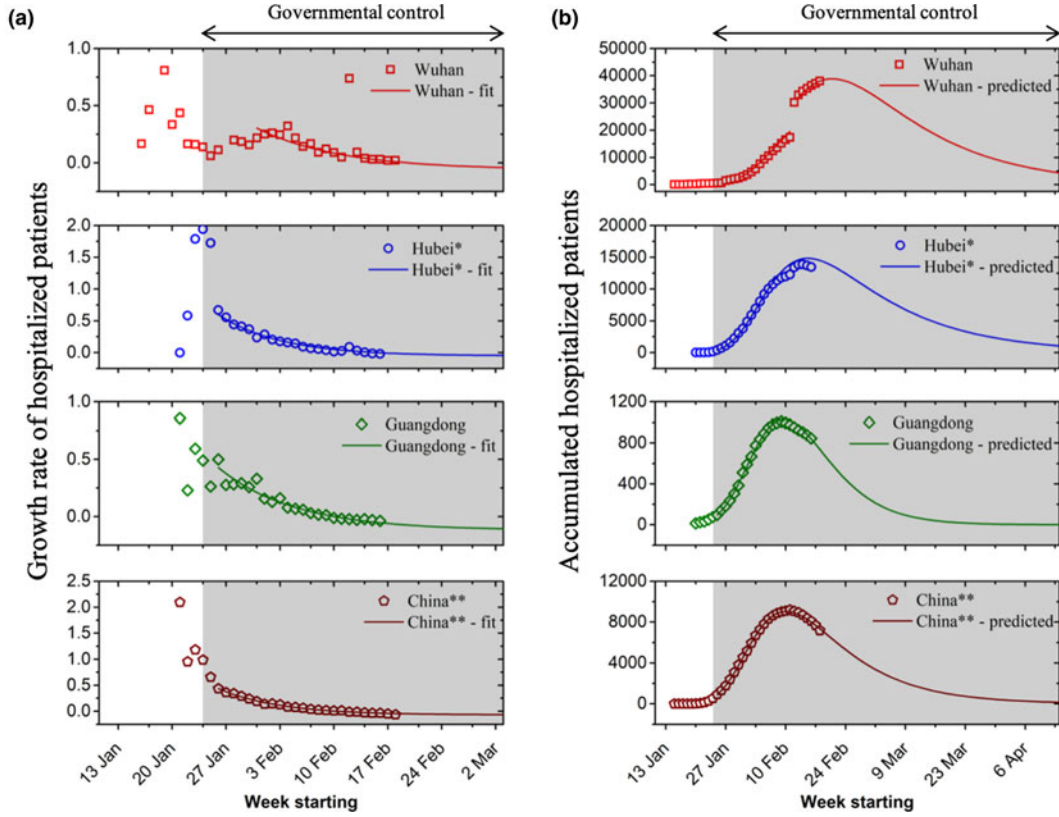 (a)
Governmental control
Growth rate of hospitalized patients
1.0
0.5
0.0
Wuhan
Wuhan - fit
2.0
1.5
1.0
0.5
0.0
Hubei*
Hubei* - fit
1.0
0.5
0.0
Guangdong
Guangdong - fit
2.5
2.0
1.5
1.0
0.5
0.0
China**
China** - fit
13 Jan
20 Jan
27 Jan
3 Feb
10 Feb
17 Feb
24 Feb
2 Mar
Week starting
(b)
Governmental control
Accumulated hospitalized patients
50000
40000
30000
20000
10000
0
Wuhan
Wuhan - predicted
20000
15000
10000
5000
0
Hubei*
Hubei* - predicted
1200
800
400
0
Guangdong
Guangdong - predicted
12000
8000
4000
0
China**
China** - predicted
13 Jan
27 Jan
10 Feb
24 Feb
9 Mar
23 Mar
6 Apr
Week starting